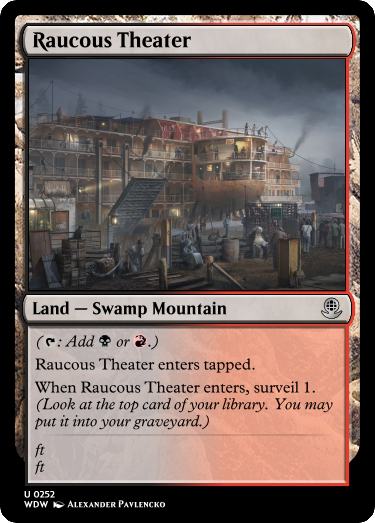 Raucous Theater
Land — Swamp Mountain
(: Add or .)
Raucous Theater enters tapped.
When Raucous Theater enters, surveil 1.
(Look at the top card of your library. You may
put it into your graveyard.)
ft
ft
U 0252
WDW Alexander Pavlencko